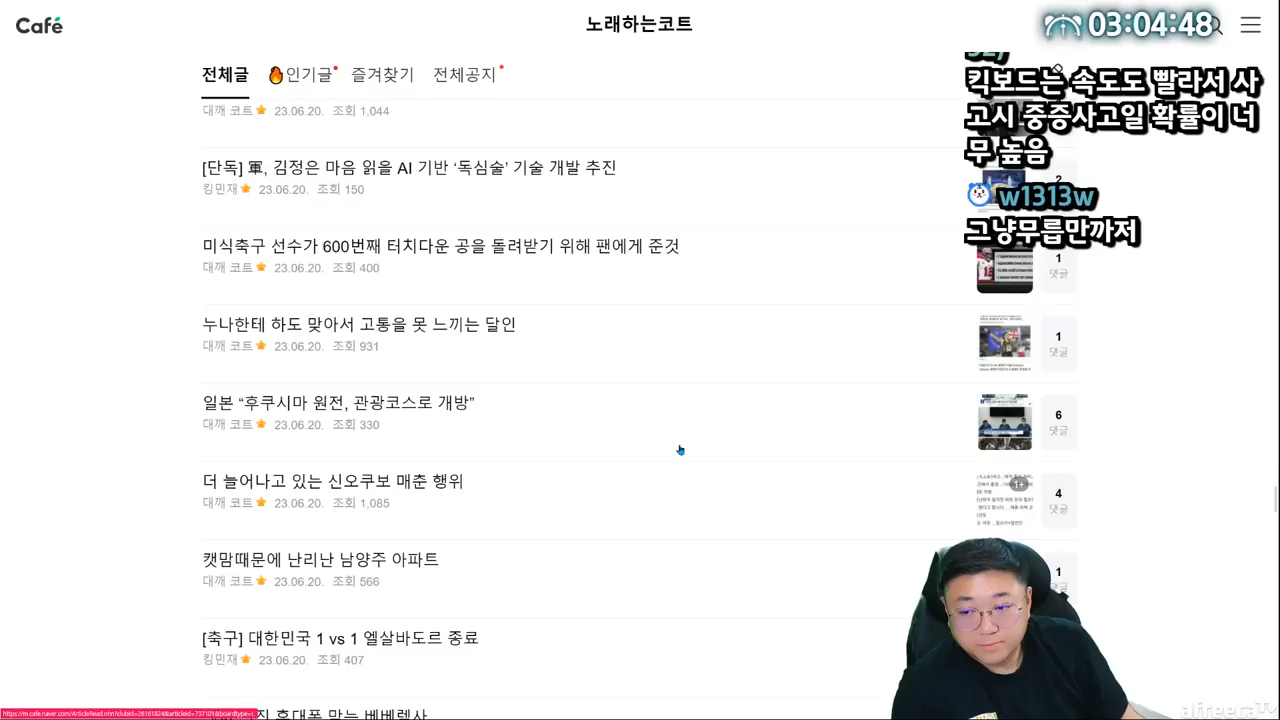 Café
노래하는코트
03:04:48
전체글
인기글
즐겨찾기
전체공지
킥보드는 속도도 빨라서 사
고시 중증사고일 확률이 너
무 높음
w1313w
그냥무릅만까저
대깨 코트 23.06.20. 조회 1,044
마음 읽을 AI 기반 ‘독심술’ 기술 개발 추진
킹민재 23.06.20. 조회 150
2
미식축구 선수가 600번째 터치다운 공을 돌려받기 위해 팬에게 준것
대깨 코트 23.06.20. 조회 400
1
댓글
누나한테 맞아서 고통을 못 느끼는 달인
대깨 코트 23.06.20. 조회 931
1
댓글
일본 “후쿠시마 원전, 관광코스로 개발”
대깨 코트 23.06.20. 조회 330
6
댓글
더 늘어나고 있는 신오쿠보 매춘 행위
대깨 코트 23.06.20. 조회 1,085
1+
4
댓글
캣맘때문에 난리난 남양주 아파트
대깨 코트 23.06.20. 조회 566
1
댓글
[축구] 대한민국 1 vs 1 엘살바도르 종료
킹민재 23.06.20. 조회 407
afreecaTV